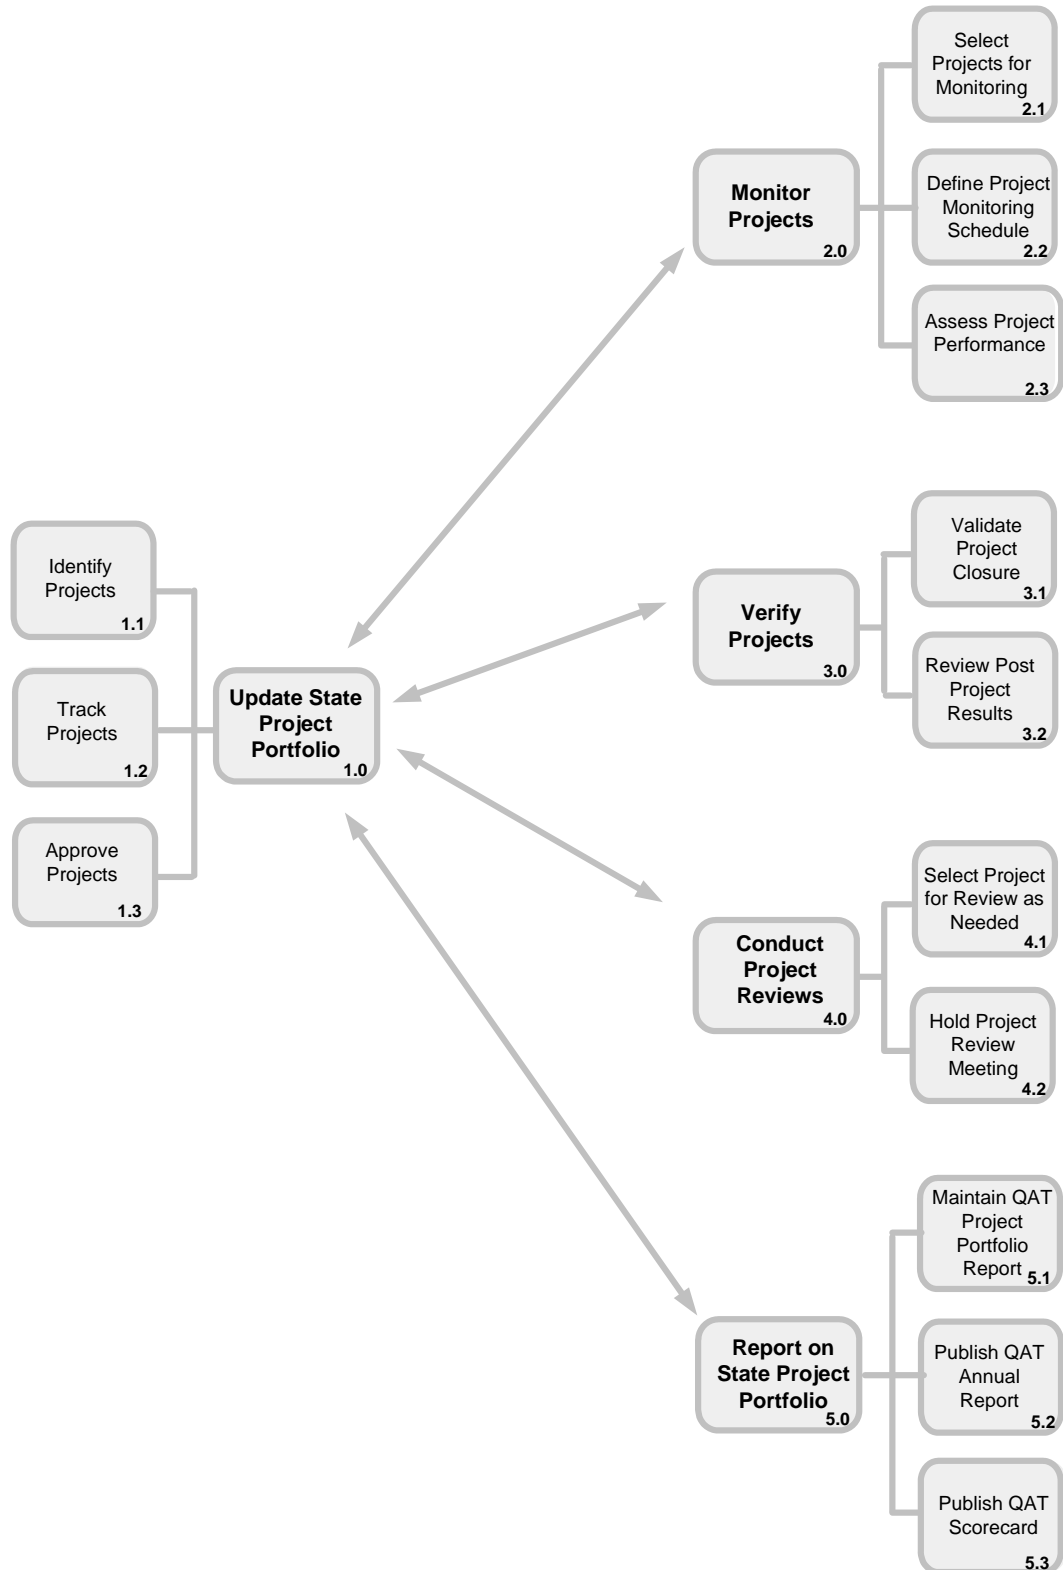 Select
Projects for
Monitoring
2.1
Monitor
Projects
2.0
Define Project
Monitoring
Schedule
2.2
Assess Project
Performance
2.3
Identify
Projects
1.1
Track
Projects
1.2
Approve
Projects
1.3
Update State
Project
Portfolio
1.0
Verify
Projects
3.0
Validate
Project
Closure
3.1
Review Post
Project
Results
3.2
Conduct
Project
Reviews
4.0
Select Project
for Review as
Needed
4.1
Hold Project
Review
Meeting
4.2
Report on
State Project
Portfolio
5.0
Maintain QAT
Project
Portfolio
Report
5.1
Publish QAT
Annual
Report
5.2
Publish QAT
Scorecard
5.3